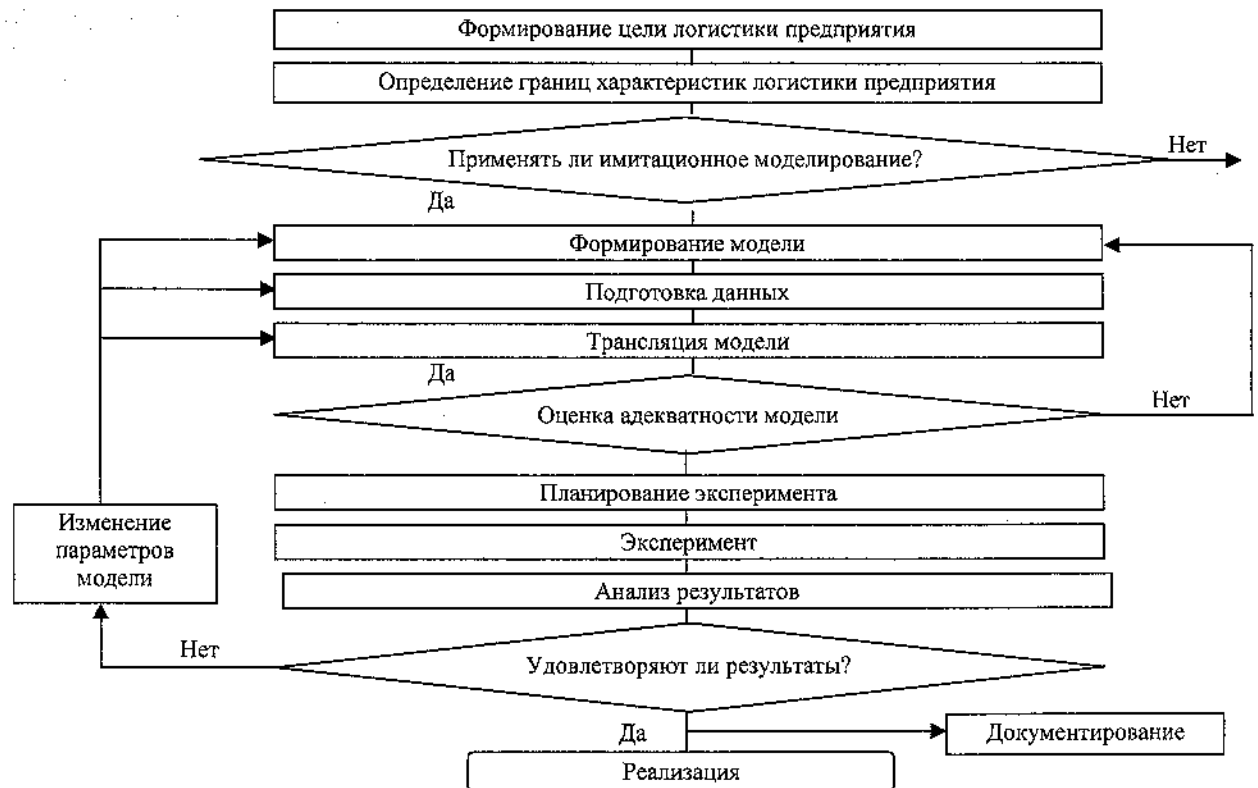 Формирование цели логистики предприятия
Определение границ характеристик логистики предприятия
Применять ли имитационное моделирование?
Нет
Да
Формирование модели
Подготовка данных
Трансляция модели
Да
Оценка адекватности модели
Нет
Планирование эксперимента
Изменение
параметров
модели
Эксперимент
Анализ результатов
Нет
Удовлетворяют ли результаты?
Да
Документирование
Реализация